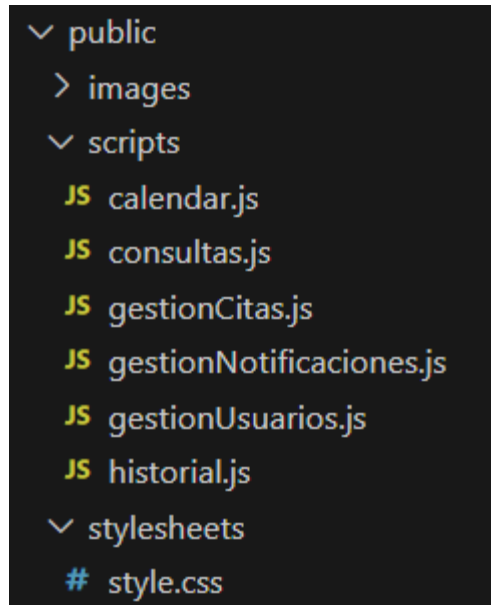 public
images
scripts
JS calendar.js
JS consultas.js
JS gestionCitas.js
JS gestionNotificaciones.js
JS gestionUsuarios.js
JS historial.js
stylesheets
# style.css